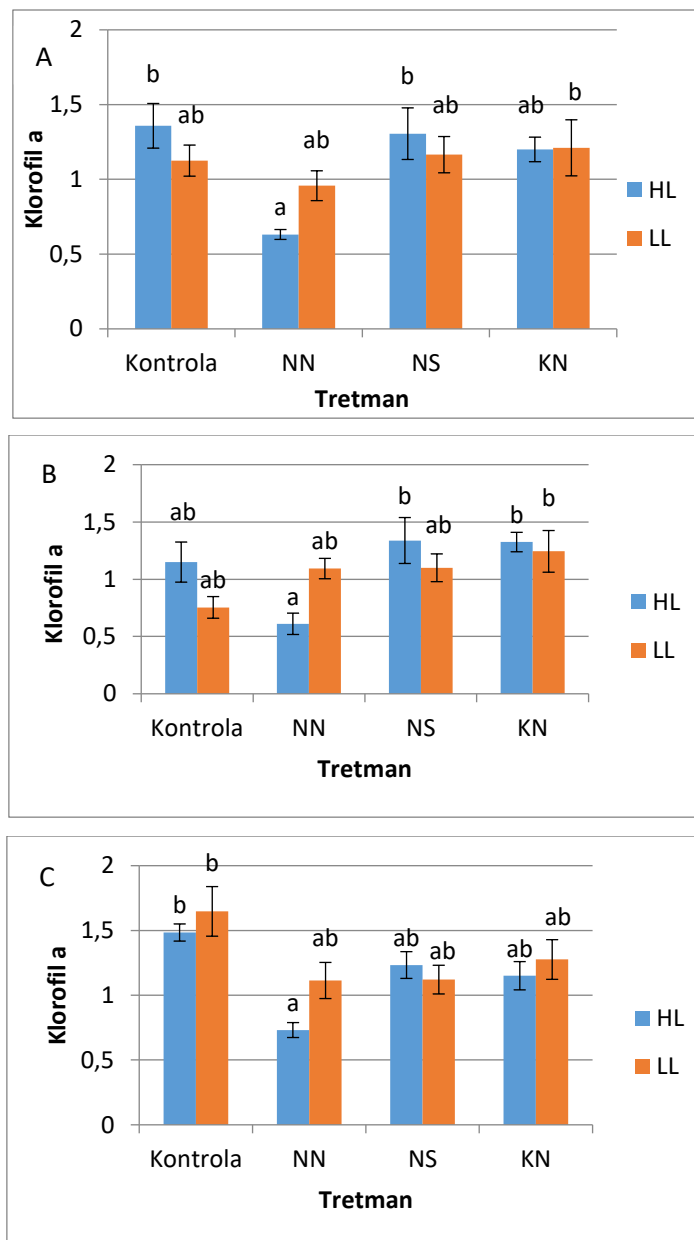 A
2
1,5
1
0,5
0
Klorofil a
b ab a ab b ab ab b
Kontrola NN NS KN
Tretman
HL
LL
B
2
1,5
1
0,5
0
Klorofil a
ab ab a ab b ab b b
Kontrola NN NS KN
Tretman
HL
LL
C
2
1,5
1
0,5
0
Klorofil a
b b a ab ab ab ab ab
Kontrola NN NS KN
Tretman
HL
LL